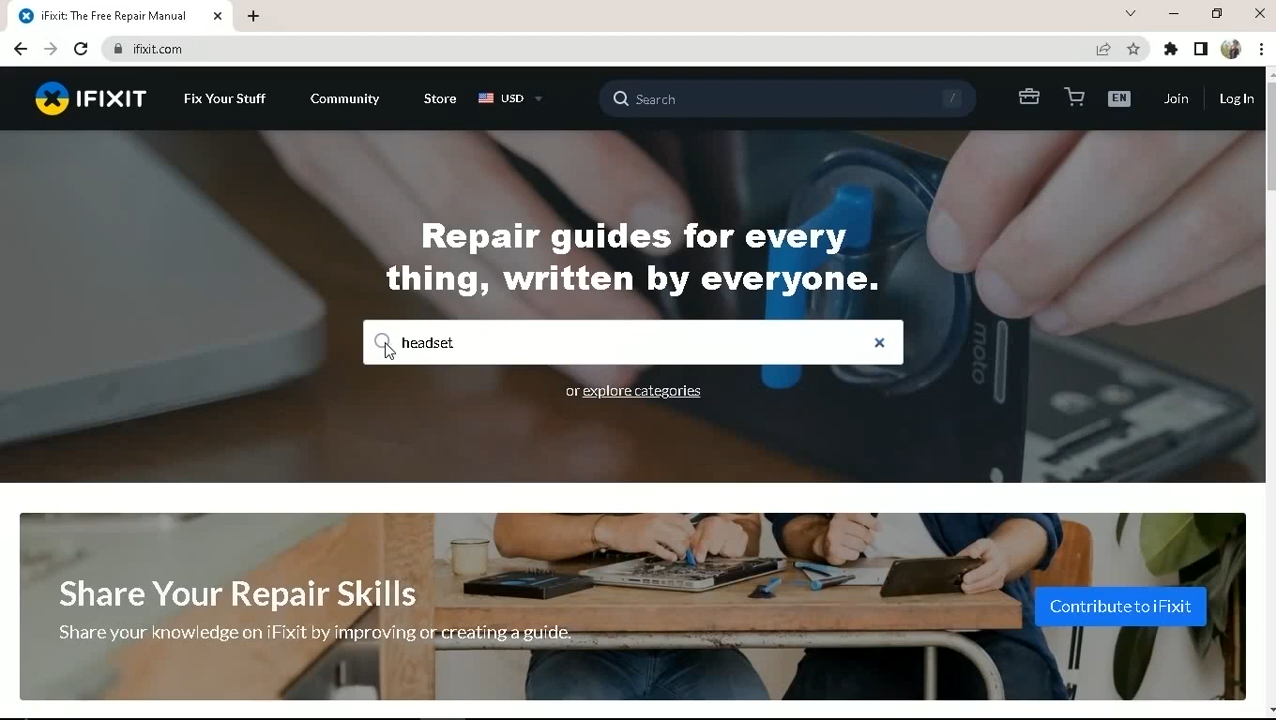 iFixit: The Free Repair Manual
ifixit.com
IFIXIT
Fix Your Stuff
Community
Store
USD
Search
/
EN
Join
Log In
Repair guides for every
thing, written by everyone.
headset
or explore categories
moto
Share Your Repair Skills
Share your knowledge on iFixit by improving or creating a guide.
Contribute to iFixit